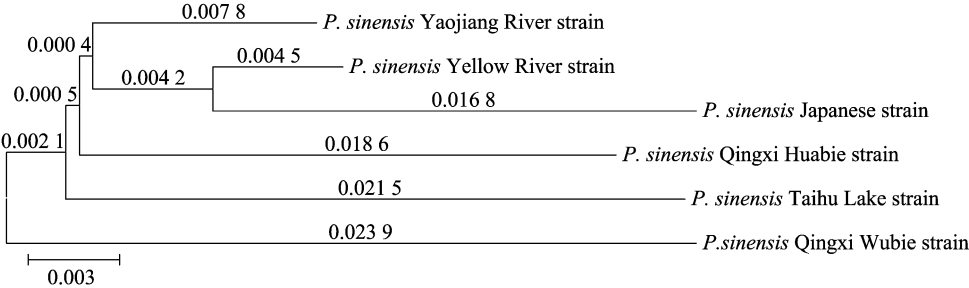 0.007 8
P. sinensis Yaojiang River strain
0.000 4
0.004 5
P. sinensis Yellow River strain
0.004 2
0.000 5
0.016 8
P. sinensis Japanese strain
0.002 1
0.018 6
P. sinensis Qingxi Huabie strain
0.021 5
P. sinensis Taihu Lake strain
0.023 9
P.sinensis Qingxi Wubie strain
0.003